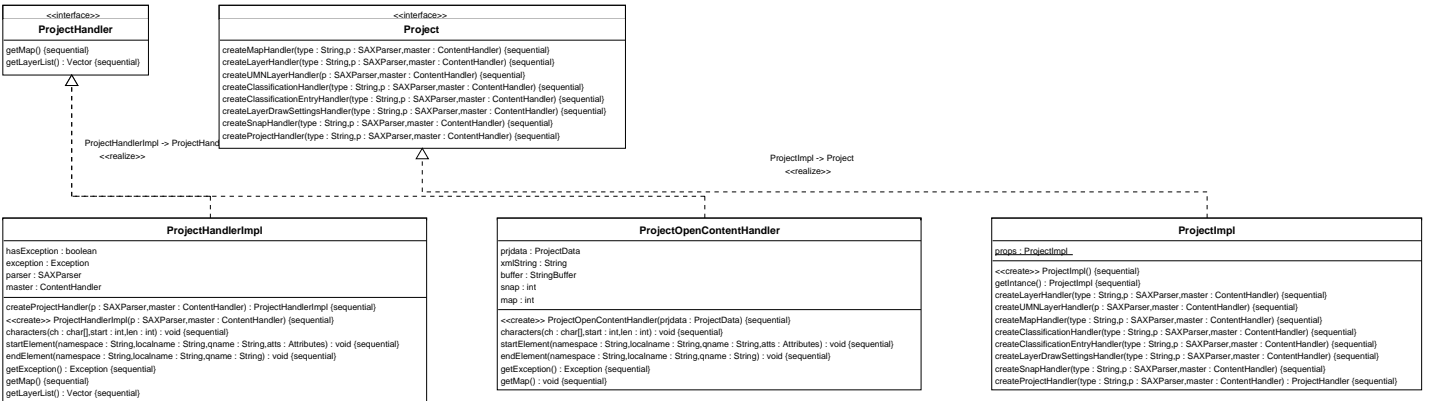 <<interface>>
ProjectHandler
getMap() {sequential}
getLayerList() : Vector {sequential}
<<interface>>
Project
createMapHandler(type : String,p : SAXParser,master : ContentHandler) {sequential}
createLayerHandler(type : String,p : SAXParser,master : ContentHandler) {sequential}
createUMNLayerHandler(p : SAXParser,master : ContentHandler) {sequential}
createClassificationHandler(type : String,p : SAXParser,master : ContentHandler) {sequential}
createClassificationEntryHandler(type : String,p : SAXParser,master : ContentHandler) {sequential}
createLayerDrawSettingsHandler(type : String,p : SAXParser,master : ContentHandler) {sequential}
createSnapHandler(type : String,p : SAXParser,master : ContentHandler) {sequential}
createProjectHandler(type : String,p : SAXParser,master : ContentHandler) {sequential}
ProjectHandlerImpl -> ProjectHand
<<realize>>
ProjectImpl -> Project
<<realize>>
ProjectHandlerImpl
hasException : boolean
exception : Exception
parser : SAXParser
master : ContentHandler
createProjectHandler(p : SAXParser,master : ContentHandler) : ProjectHandlerImpl {sequential}
<<create>> ProjectHandlerImpl(p : SAXParser,master : ContentHandler) {sequential}
characters(ch : char[],start : int,len : int) : void {sequential}
startElement(namespace : String,localname : String,qname : String,atts : Attributes) : void {sequential}
endElement(namespace : String,localname : String,qname : String) : void {sequential}
getException() : Exception {sequential}
getMap() {sequential}
getLayerList() : Vector {sequential}
ProjectOpenContentHandler
prjdata : ProjectData
xmlString : String
buffer : StringBuffer
snap : int
map : int
<<create>> ProjectOpenContentHandler(prjdata : ProjectData) {sequential}
characters(ch : char[],start : int,len : int) : void {sequential}
startElement(namespace : String,localname : String,qname : String,atts : Attributes) : void {sequential}
endElement(namespace : String,localname : String,qname : String) : void {sequential}
getException() : Exception {sequential}
getMap() : void {sequential}
ProjectImpl
props : ProjectImpl
<<create>> ProjectImpl() {sequential}
getIntance() : ProjectImpl {sequential}
createLayerHandler(type : String,p : SAXParser,master : ContentHandler) {sequential}
createUMNLayerHandler(p : SAXParser,master : ContentHandler) {sequential}
createMapHandler(type : String,p : SAXParser,master : ContentHandler) {sequential}
createClassificationHandler(type : String,p : SAXParser,master : ContentHandler) {sequential}
createClassificationEntryHandler(type : String,p : SAXParser,master : ContentHandler) {sequential}
createLayerDrawSettingsHandler(type : String,p : SAXParser,master : ContentHandler) {sequential}
createSnapHandler(type : String,p : SAXParser,master : ContentHandler) {sequential}
createProjectHandler(type : String,p : SAXParser,master : ContentHandler) : ProjectHandler {sequential}